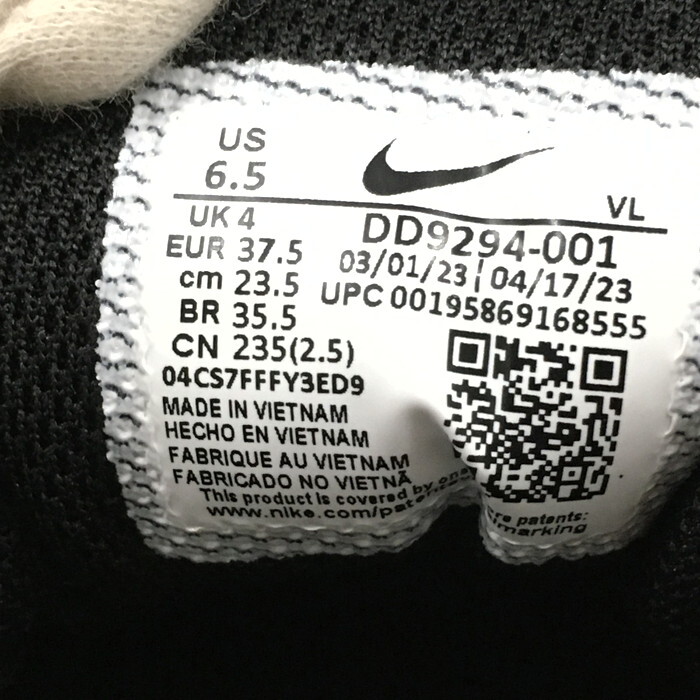 US
6.5
VL
UK 4
DD9294-001
EUR 37.5
03/01/23 | 04/17/23
cm 23.5
UPC 00195869168555
BR 35.5
CN 235(2.5)
04CS7FFFY3ED9
MADE IN VIETNAM
HECHO EN VIETNAM
FABRIQUE AU VIETNAM
FABRICADO NO VIETNÃ
This product is covered by
www.nike.com/
patents: